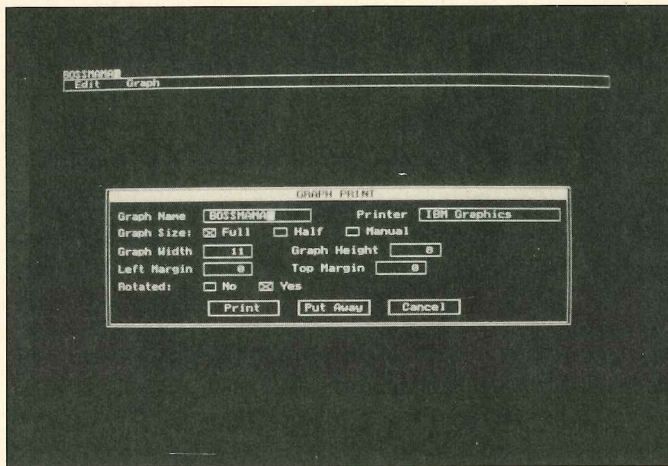 BOSSMAMA
Edit Graph
GRAPH PRINT
Graph Name BOSSMAMA Printer IBM Graphics
Graph Size: Full Half Manual
Graph Width 11 Graph Height 8
Left Margin 0 Top Margin 0
Rotated: No Yes
Print Put Away Cancel